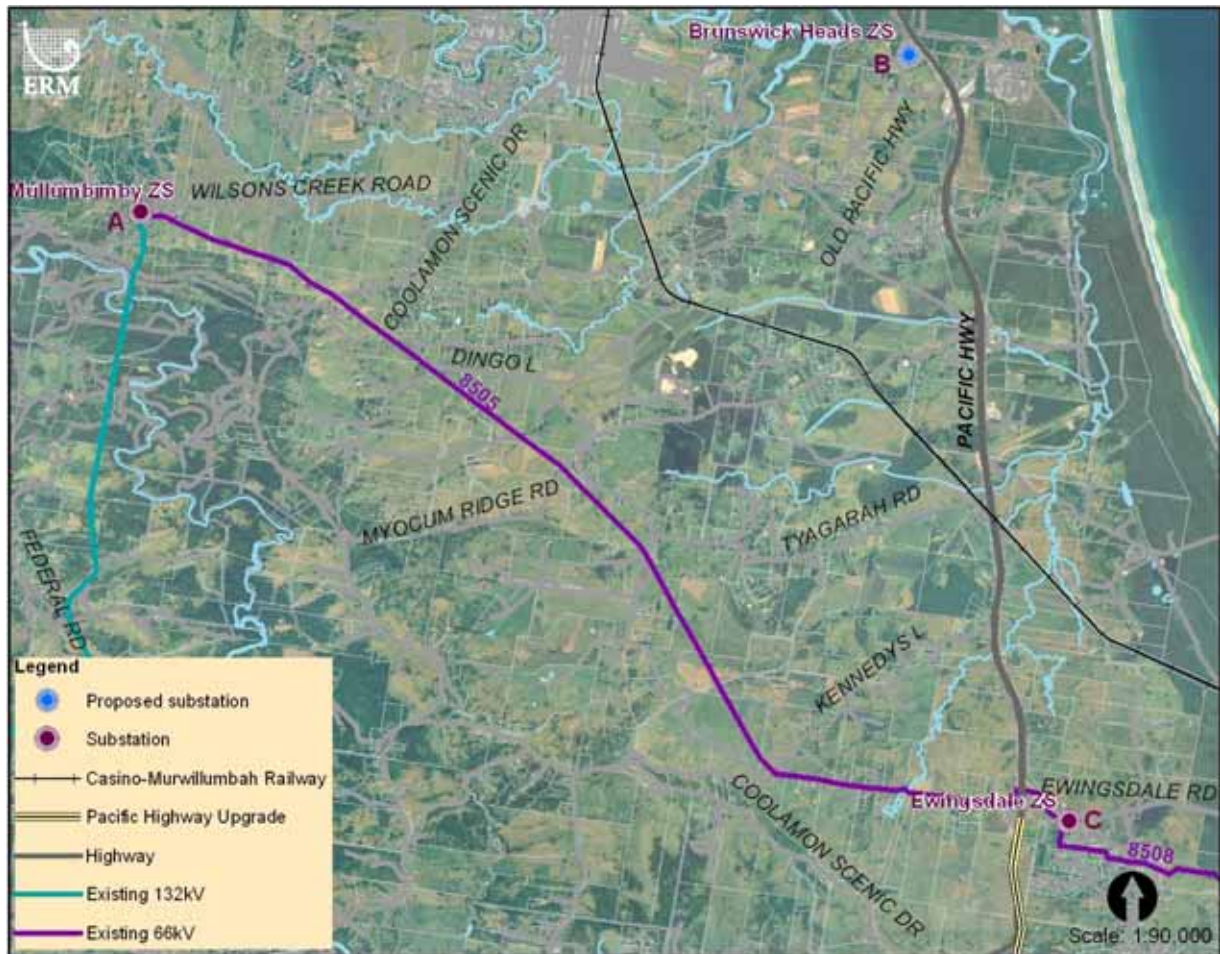 ERM
Brunswick Heads ZS
B
Mullumbimby ZS
A
WILSONS CREEK ROAD
COOLAMON SCENIC DR
OLD PACIFIC HWY
DINGO L
8505
PACIFIC HWY
MYOCUM RIDGE RD
TYAGARAH RD
FEDERAL RD
KENNEDYS L
COOLAMON SCENIC DR
EWINGSDALE RD
Ewingsdale ZS
C
8508
Scale: 1:90,000
Legend
Proposed substation
Substation
Casino-Murwillumbah Railway
Pacific Highway Upgrade
Highway
Existing 132kV
Existing 66kV